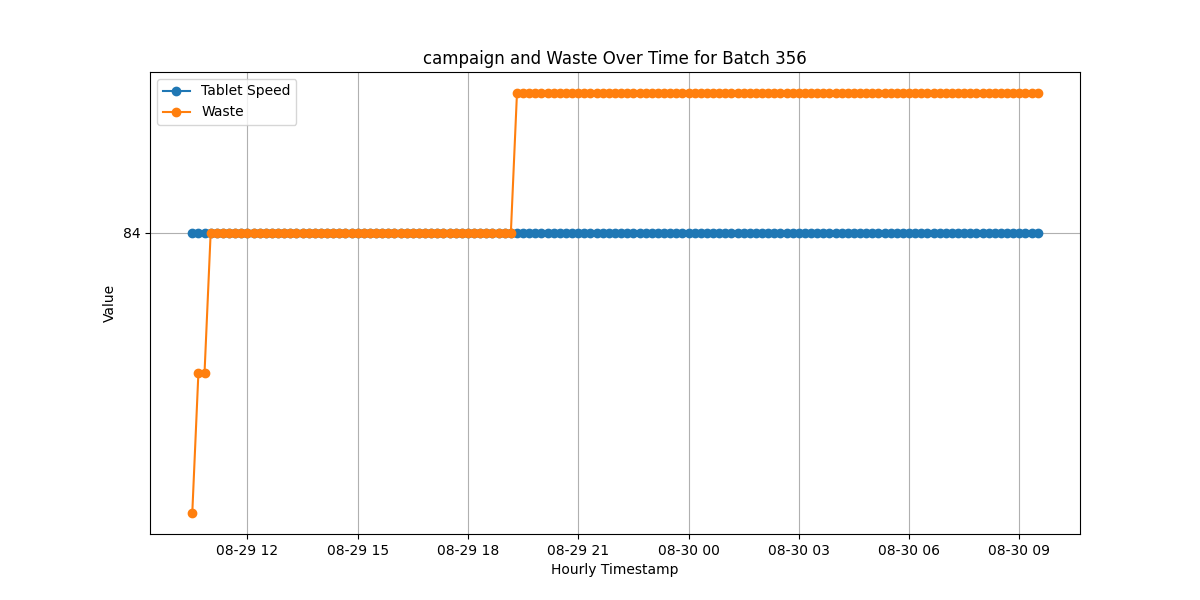 campaign and Waste Over Time for Batch 356
Tablet Speed
Waste
84
Value
08-29 12
08-29 15
08-29 18
08-29 21
08-30 00
08-30 03
08-30 06
08-30 09
Hourly Timestamp